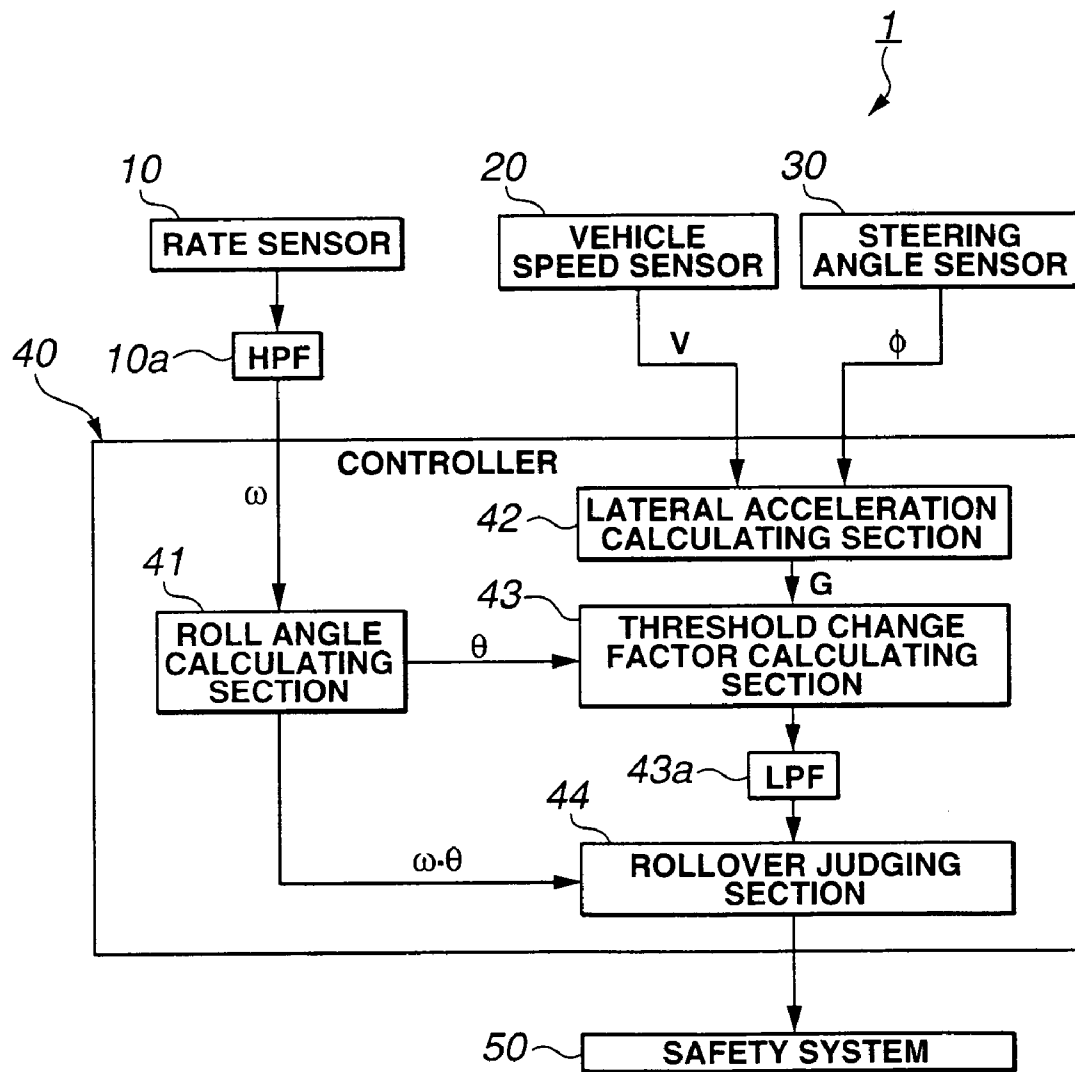 1
10
20
30
RATE SENSOR
VEHICLE
SPEED SENSOR
STEERING
ANGLE SENSOR
10a
HPF
V
ϕ
40
CONTROLLER
ω
42
LATERAL ACCELERATION
CALCULATING SECTION
G
41
43
ROLL ANGLE
CALCULATING
SECTION
θ
THRESHOLD CHANGE
FACTOR CALCULATING
SECTION
43a
LPF
44
ω·θ
ROLLOVER JUDGING
SECTION
50
SAFETY SYSTEM